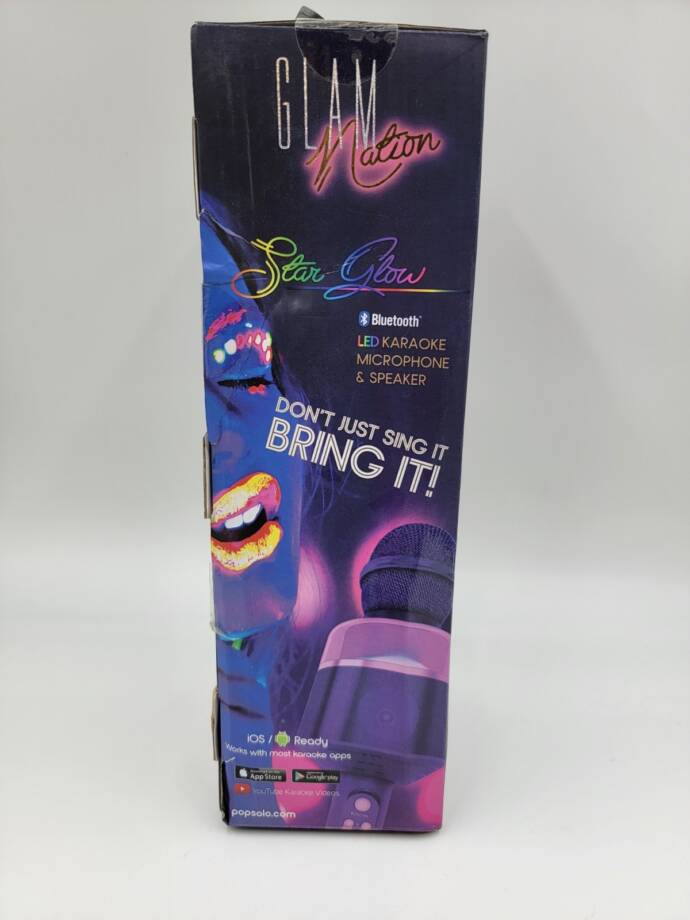 GLAM
Nation
Star Glow
Bluetooth
LED KARAOKE
MICROPHONE
& SPEAKER
DON'T JUST SING IT
BRING IT!
iOS / Ready
Works with most karaoke apps
App Store Google play
YouTube Karaoke Videos
popsolo.com